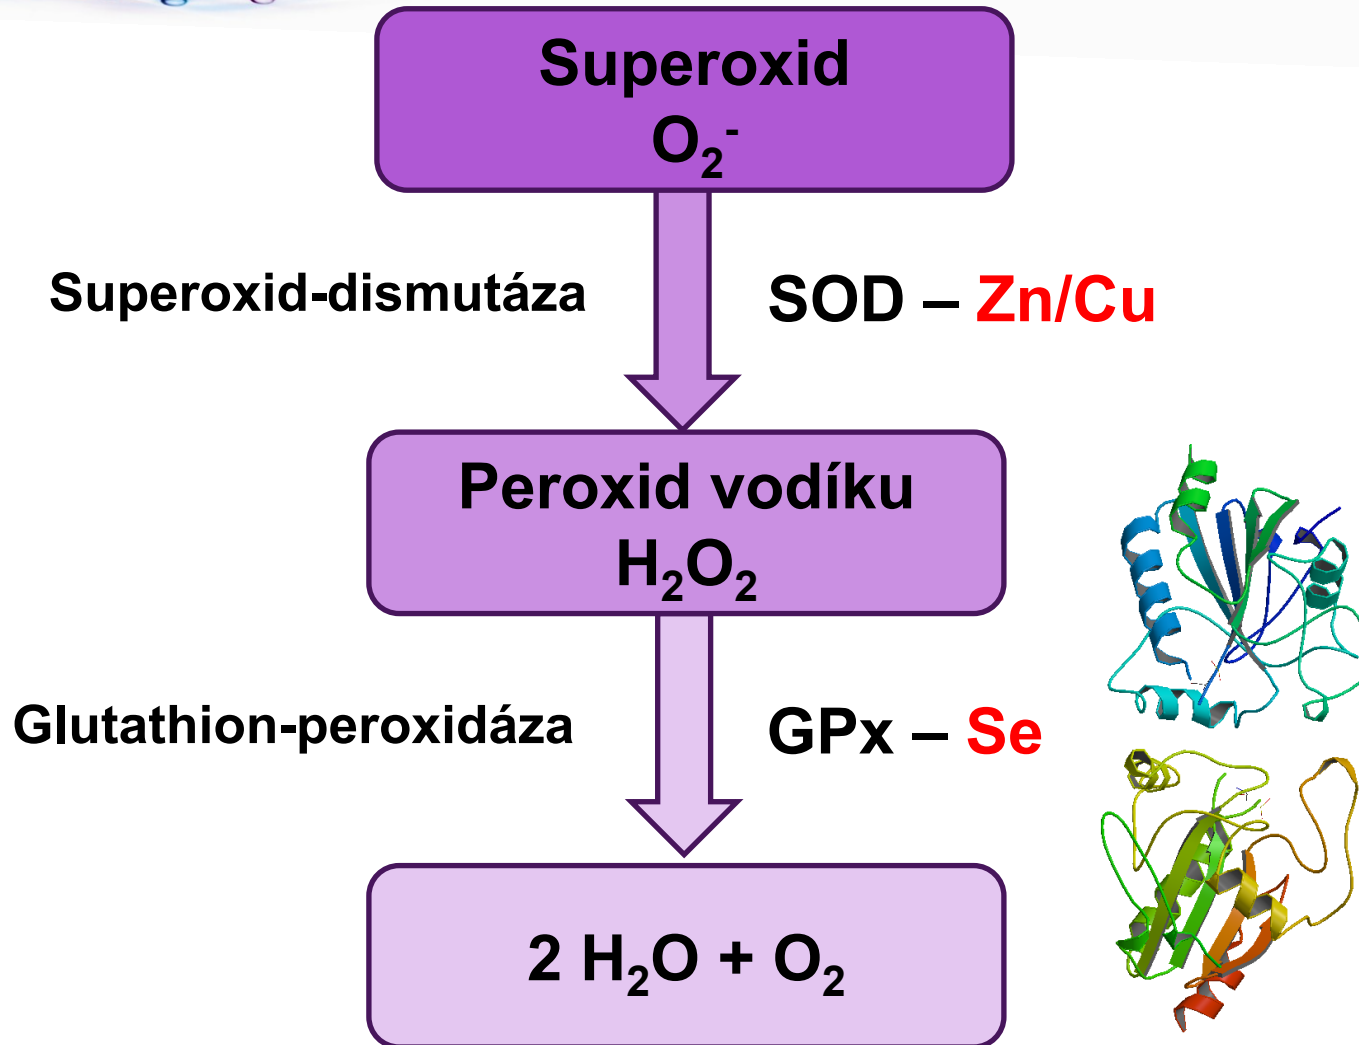 Superoxid
O₂⁻
Superoxid-dismutáza
SOD – Zn/Cu
Peroxid vodíku
H₂O₂
Glutathion-peroxidáza
GPx – Se
2 H₂O + O₂